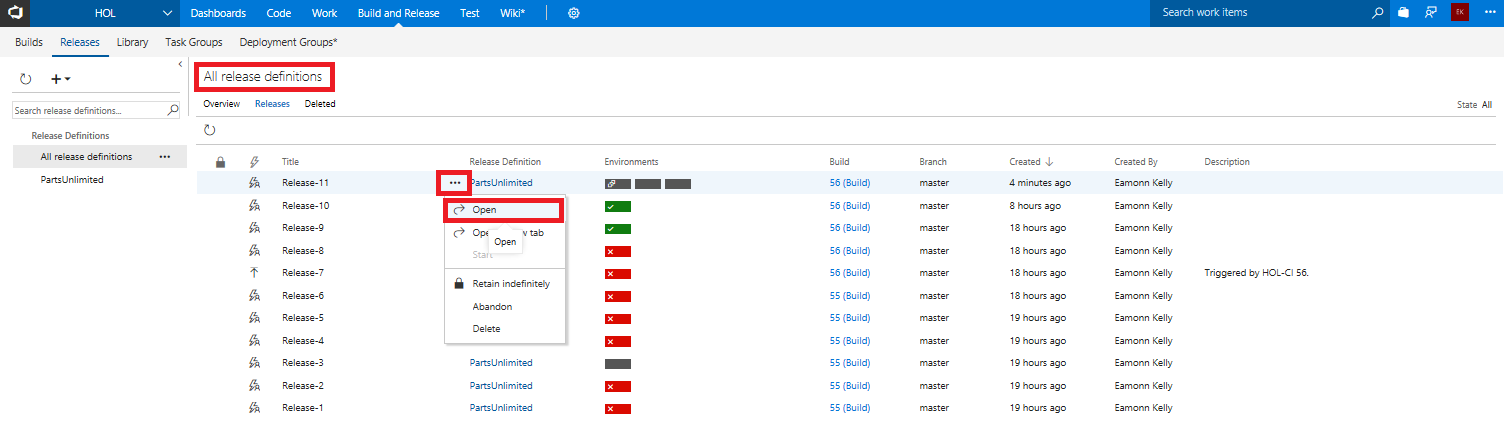 HOL Dashboards Code Work Build and Release Test Wiki* Search work items EK
Builds Releases Library Task Groups Deployment Groups*
All release definitions
Search release definitions...
Overview Releases Deleted State All
Release Definitions
All release definitions
PartsUnlimited
Title Release Definition Environments Build Branch Created Created By Description
Release-11 PartsUnlimited 56 (Build) master 4 minutes ago Eamonn Kelly
Release-10 56 (Build) master 8 hours ago Eamonn Kelly
Open
Release-9 56 (Build) master 18 hours ago Eamonn Kelly
Open w tab
Open
Release-8 56 (Build) master 18 hours ago Eamonn Kelly
Start
Release-7 56 (Build) master 18 hours ago Eamonn Kelly Triggered by HOL-CI 56.
Retain indefinitely
Release-6 55 (Build) master 18 hours ago Eamonn Kelly
Abandon
Release-5 55 (Build) master 19 hours ago Eamonn Kelly
Delete
Release-4 55 (Build) master 19 hours ago Eamonn Kelly
Release-3 PartsUnlimited 55 (Build) master 19 hours ago Eamonn Kelly
Release-2 PartsUnlimited 55 (Build) master 19 hours ago Eamonn Kelly
Release-1 PartsUnlimited 55 (Build) master 19 hours ago Eamonn Kelly